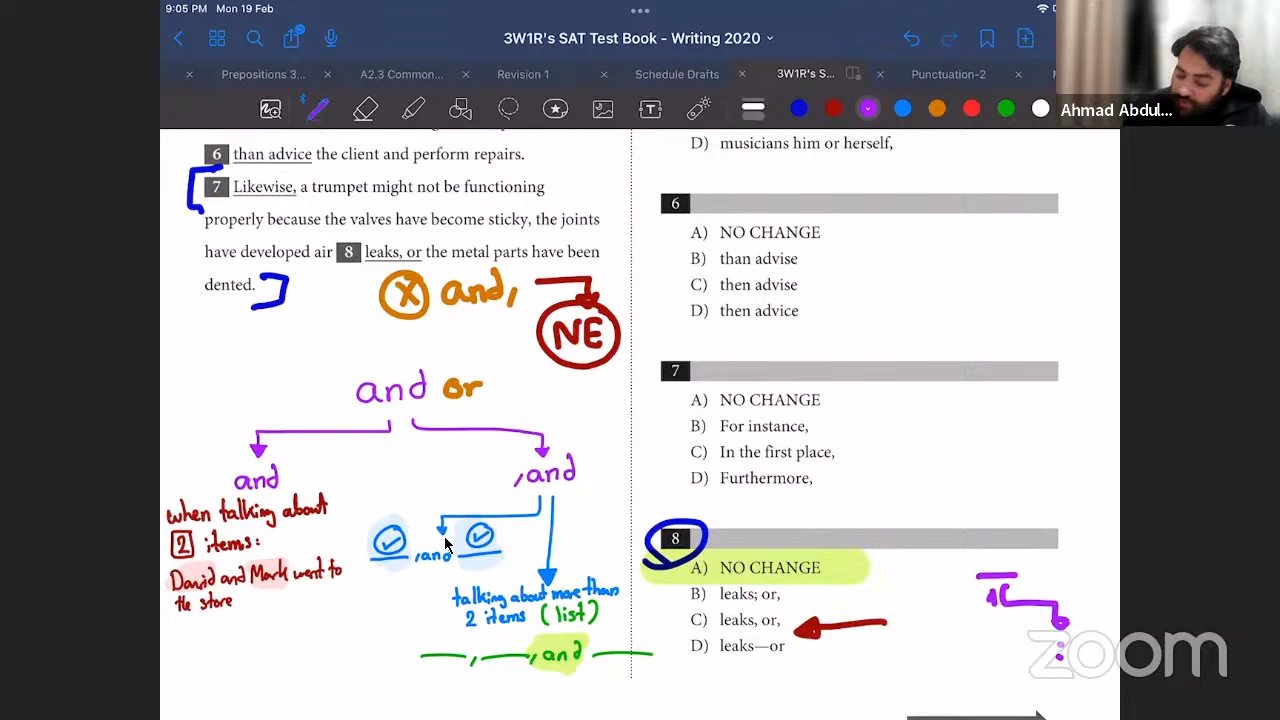 9:05 PM Mon 19 Feb
3W1R's SAT Test Book - Writing 2020
Prepositions 3...
A2.3 Common...
Revision 1
Schedule Drafts
3W1R's S...
Punctuation-2
Ahmad Abdul...
6 than advice the client and perform repairs.
7 Likewise, a trumpet might not be functioning
properly because the valves have become sticky, the joints
have developed air 8 leaks, or the metal parts have been
dented.
X and,
NE
and or
and
,and
when talking about
2 items:
David and Mark went to
the store
,and
talking about more than
2 items (list)
, , and
D) musicians him or herself,
6
A) NO CHANGE
B) than advise
C) then advise
D) then advice
7
A) NO CHANGE
B) For instance,
C) In the first place,
D) Furthermore,
8
A) NO CHANGE
B) leaks; or,
C) leaks, or,
D) leaks—or
zoom